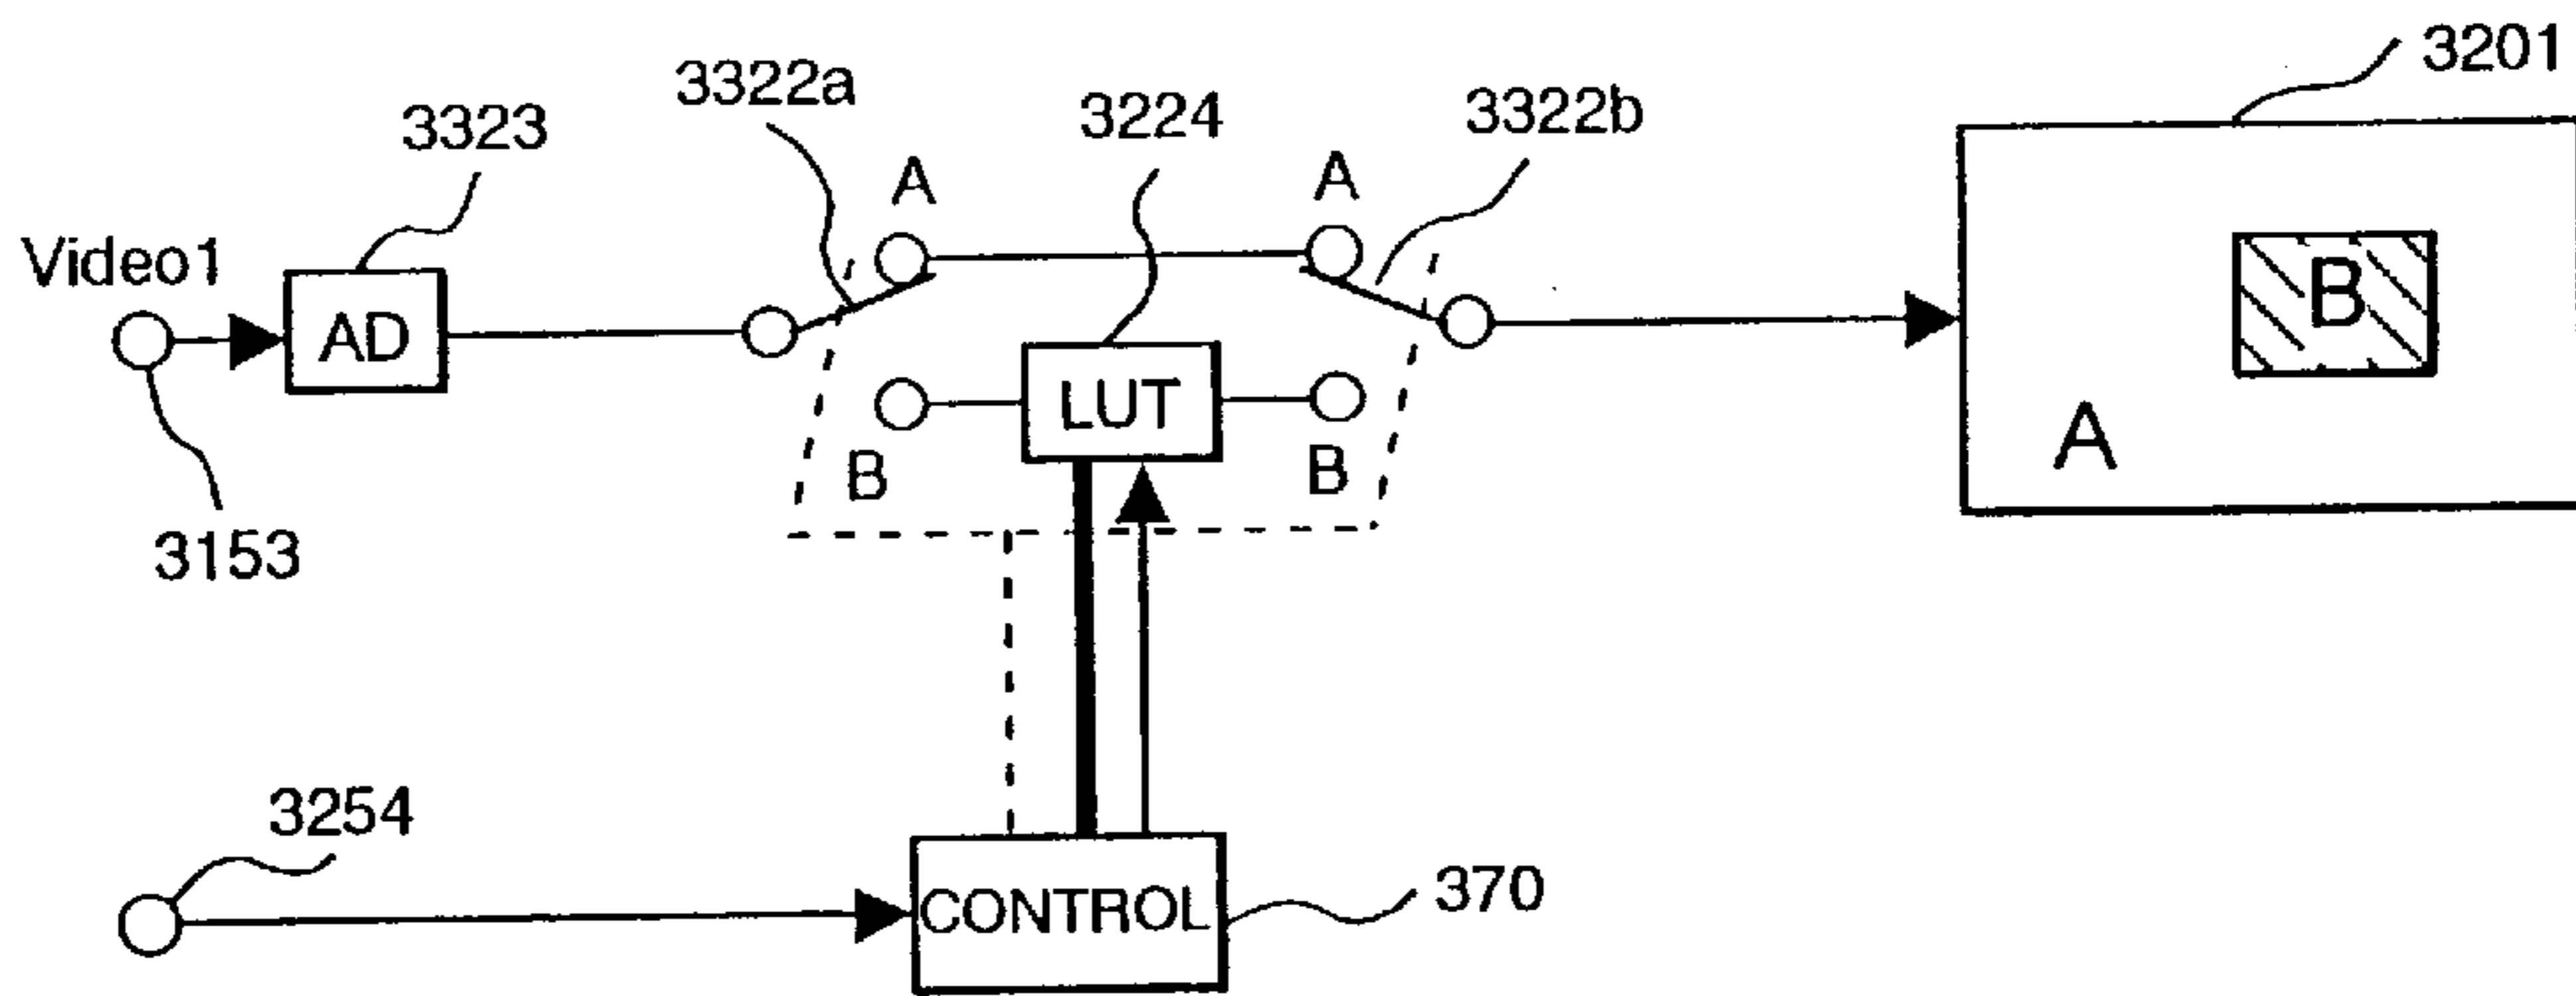 3201
3322a
3224
3322b
3323
A
A
Video1
AD
B
LUT
A
B
B
3153
3254
CONTROL
370